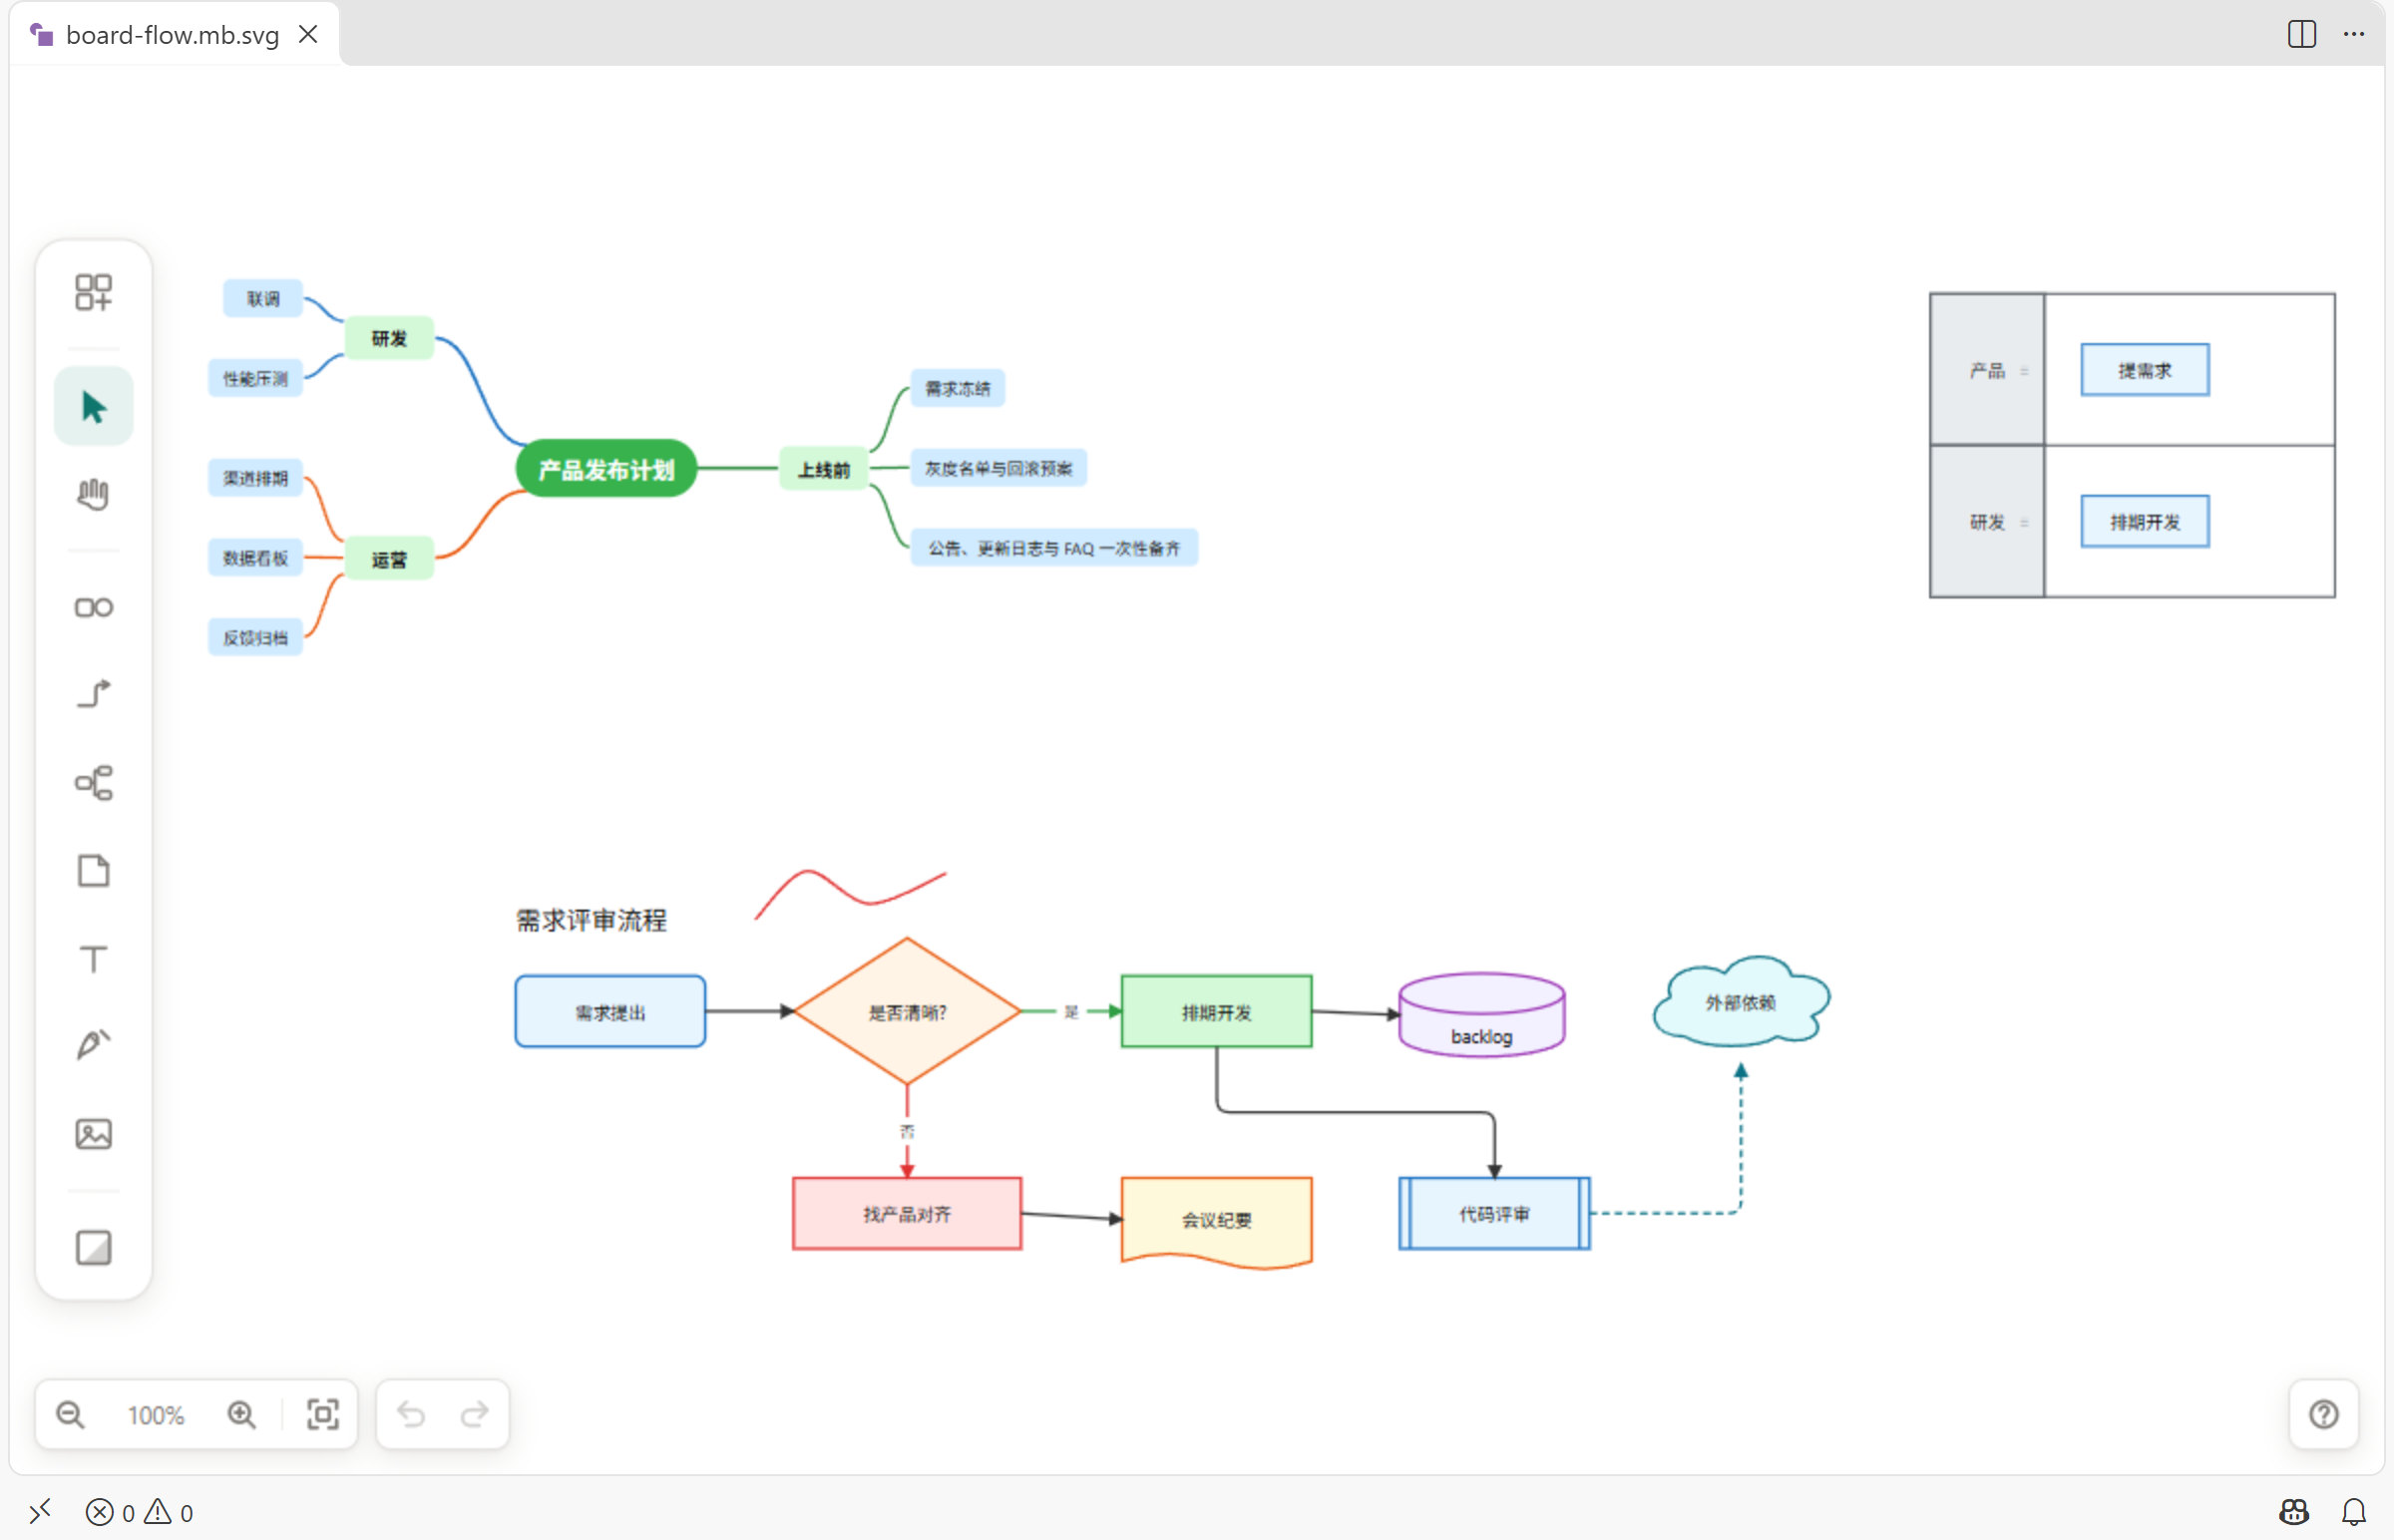 board-flow.mb.svg
联调
研发
性能压测
渠道排期
数据看板
运营
反馈归档
产品发布计划
上线前
需求冻结
灰度名单与回滚预案
公告、更新日志与 FAQ 一次性备齐
产品
提需求
研发
排期开发
需求评审流程
需求提出
是否清晰?
是
排期开发
backlog
外部依赖
否
找产品对齐
会议纪要
代码评审
100%
0
0